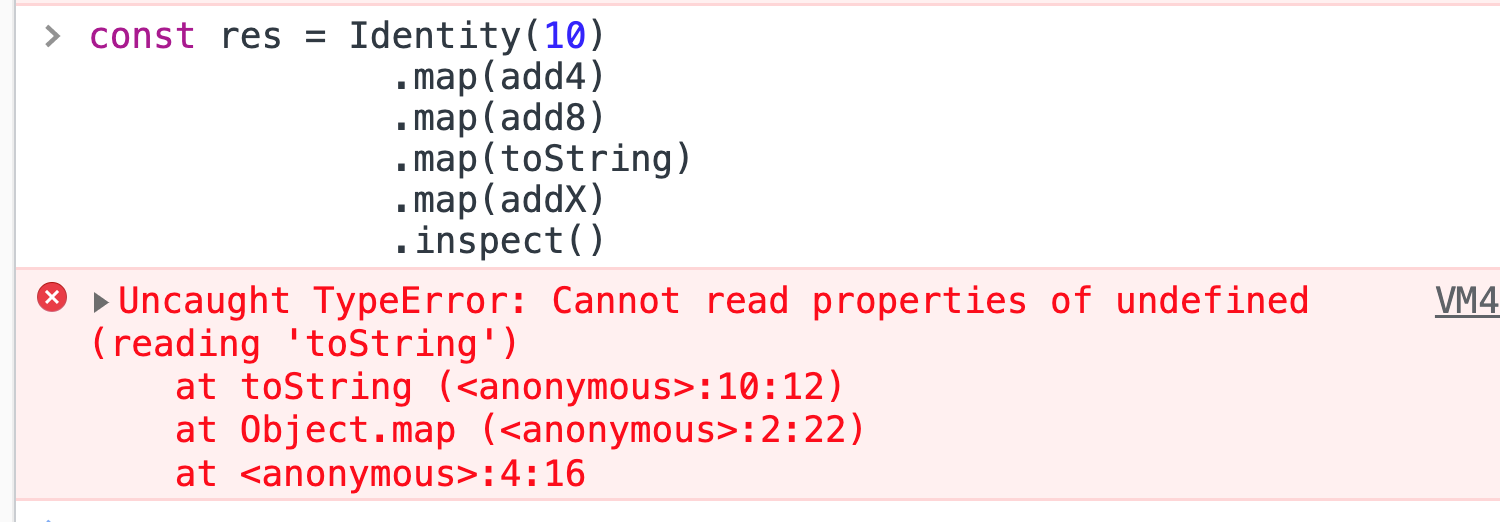 > const res = Identity(10)
.map(add4)
.map(add8)
.map(toString)
.map(addX)
.inspect()
Uncaught TypeError: Cannot read properties of undefined VM4
(reading 'toString')
at toString (<anonymous>:10:12)
at Object.map (<anonymous>:2:22)
at <anonymous>:4:16